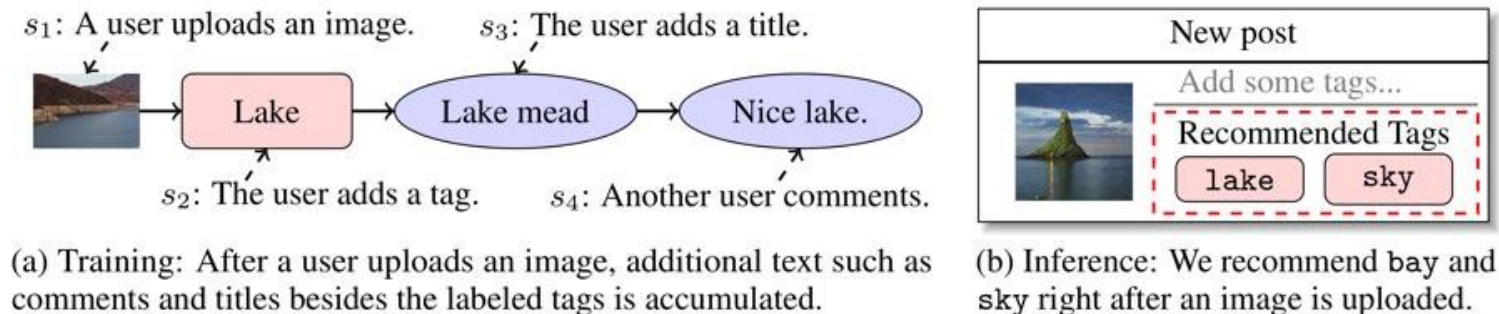 s1: A user uploads an image.
s3: The user adds a title.
Lake
Lake mead
Nice lake.
s2: The user adds a tag.
s4: Another user comments.
(a) Training: After a user uploads an image, additional text such as
comments and titles besides the labeled tags is accumulated.
New post
Add some tags...
Recommended Tags
lake
sky
(b) Inference: We recommend bay and
sky right after an image is uploaded.